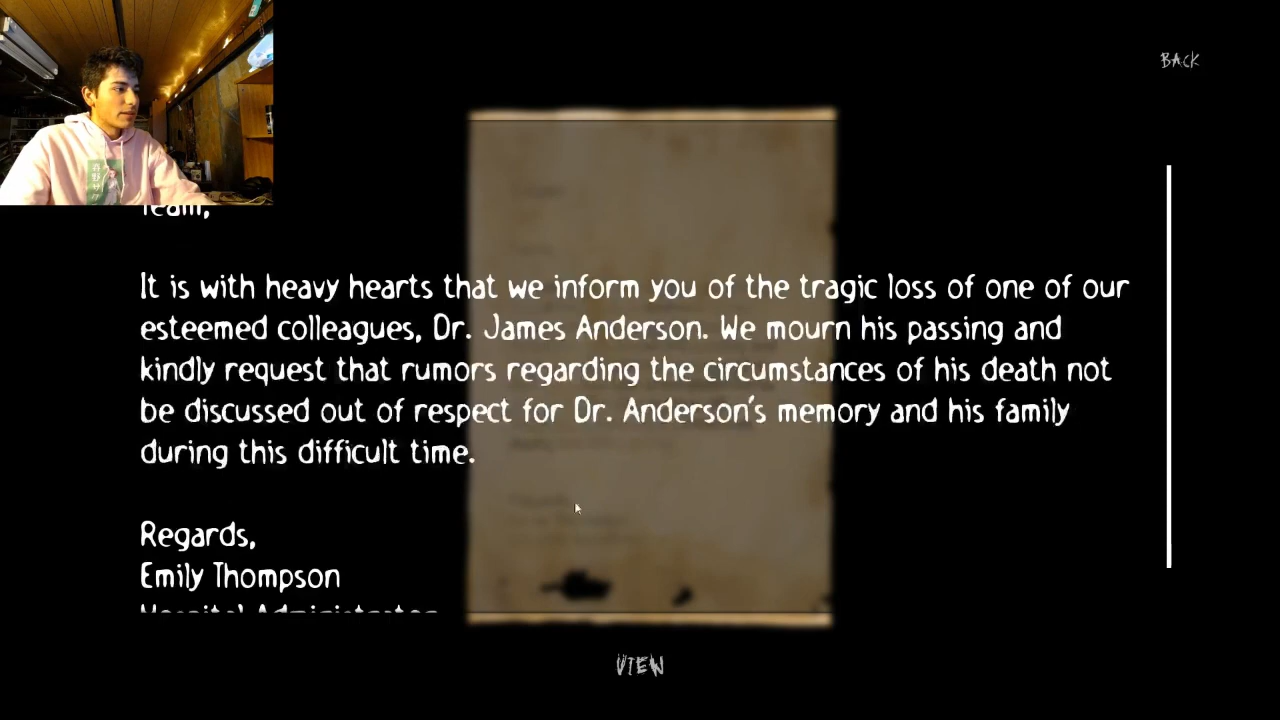 BACK
Team,
It is with heavy hearts that we inform you of the tragic loss of one of our
esteemed colleagues, Dr. James Anderson. We mourn his passing and
kindly request that rumors regarding the circumstances of his death not
be discussed out of respect for Dr. Anderson's memory and his family
during this difficult time.
Regards,
Emily Thompson
Hospital Administrator
VIEW